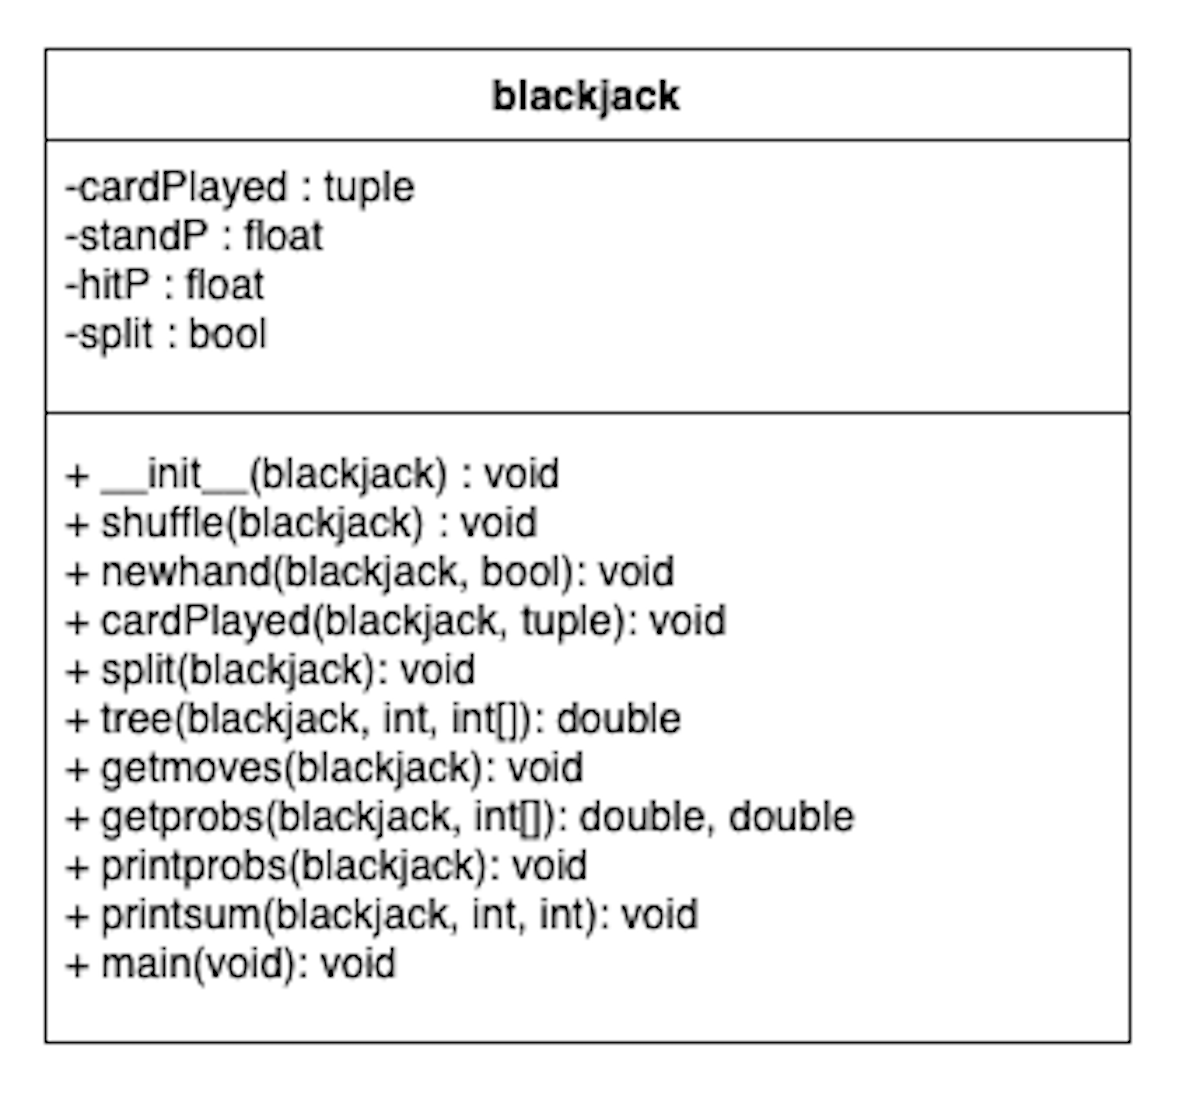 blackjack
-cardPlayed : tuple
-standP : float
-hitP : float
-split : bool
+ __init__(blackjack) : void
+ shuffle(blackjack) : void
+ newhand(blackjack, bool): void
+ cardPlayed(blackjack, tuple): void
+ split(blackjack): void
+ tree(blackjack, int, int[]): double
+ getmoves(blackjack): void
+ getprobs(blackjack, int[]): double, double
+ printprobs(blackjack): void
+ printsum(blackjack, int, int): void
+ main(void): void